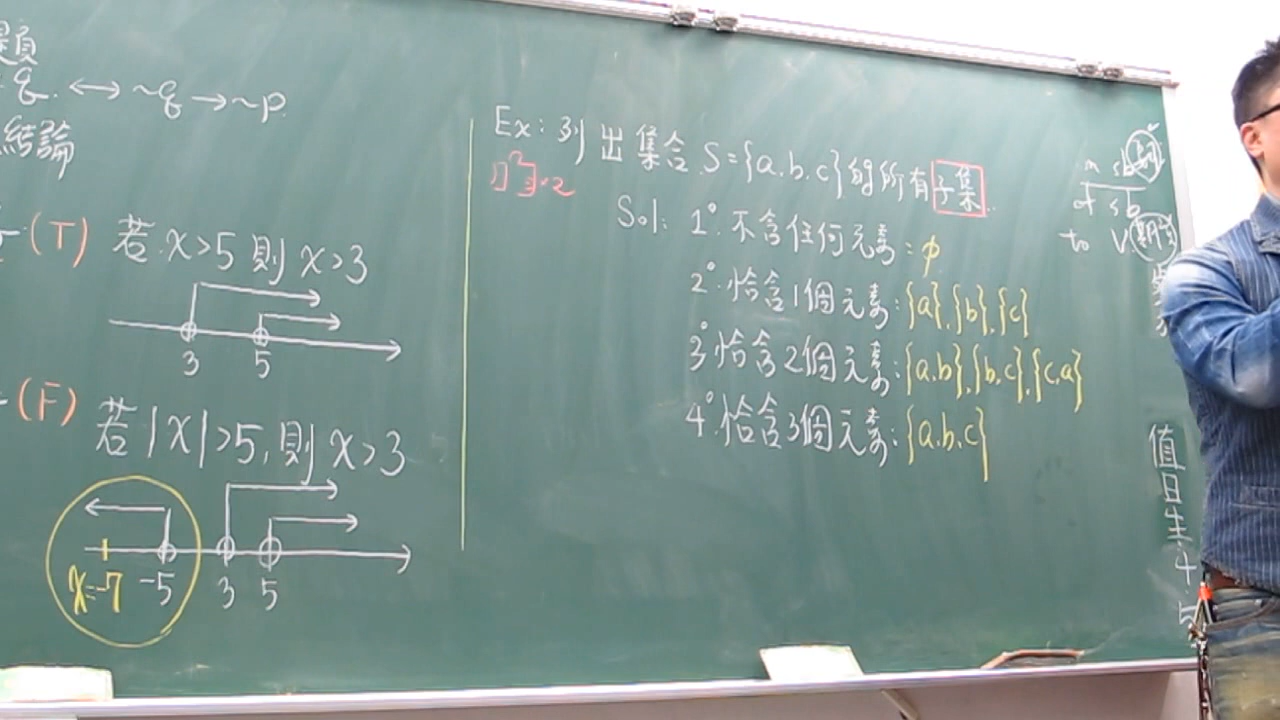 q ↔ ~q → ~p
結論
(T) 若 x>5 則 x>3
3 5
(F) 若 |x|>5, 則 x>3
x=-7 -5 3 5
Ex: 列出集合 S={a.b.c}的所有子集
Sol: 1° 不含任何元素: φ
2° 恰含1個元素: {a}.{b}.{c}
3° 恰含2個元素: {a.b}.{b.c}.{c.a}
4° 恰含3個元素: {a.b.c}
of sb
to V
值日生: 4